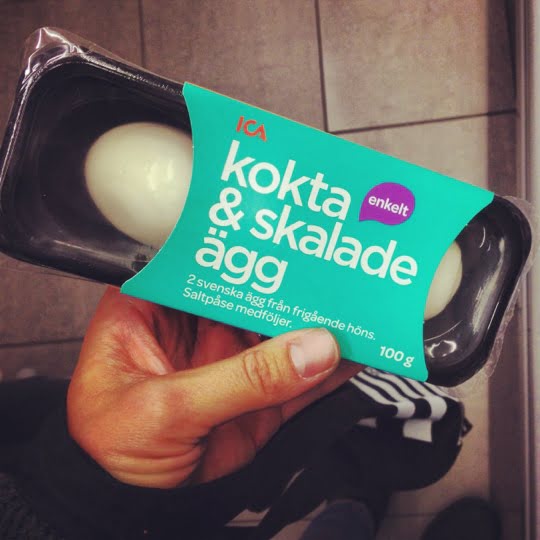 ICA
kokta
& skalade
ägg
enkelt
2 svenska ägg från frigående höns.
Saltpåse medföljer.
100 g